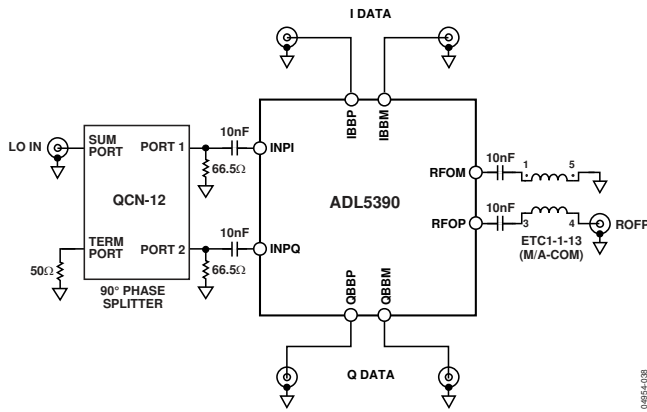 I DATA
LO IN
SUM
PORT
PORT 1
10nF
INPI
66.5Ω
QCN-12
TERM
PORT
PORT 2
10nF
INPQ
66.5Ω
50Ω
90° PHASE
SPLITTER
IBBP
IBBM
ADL5390
RFOM
RFOP
QBBP
QBBM
10nF
1
5
10nF
3
4
ROFP
ETC1-1-13
(M/A-COM)
Q DATA
04954-038